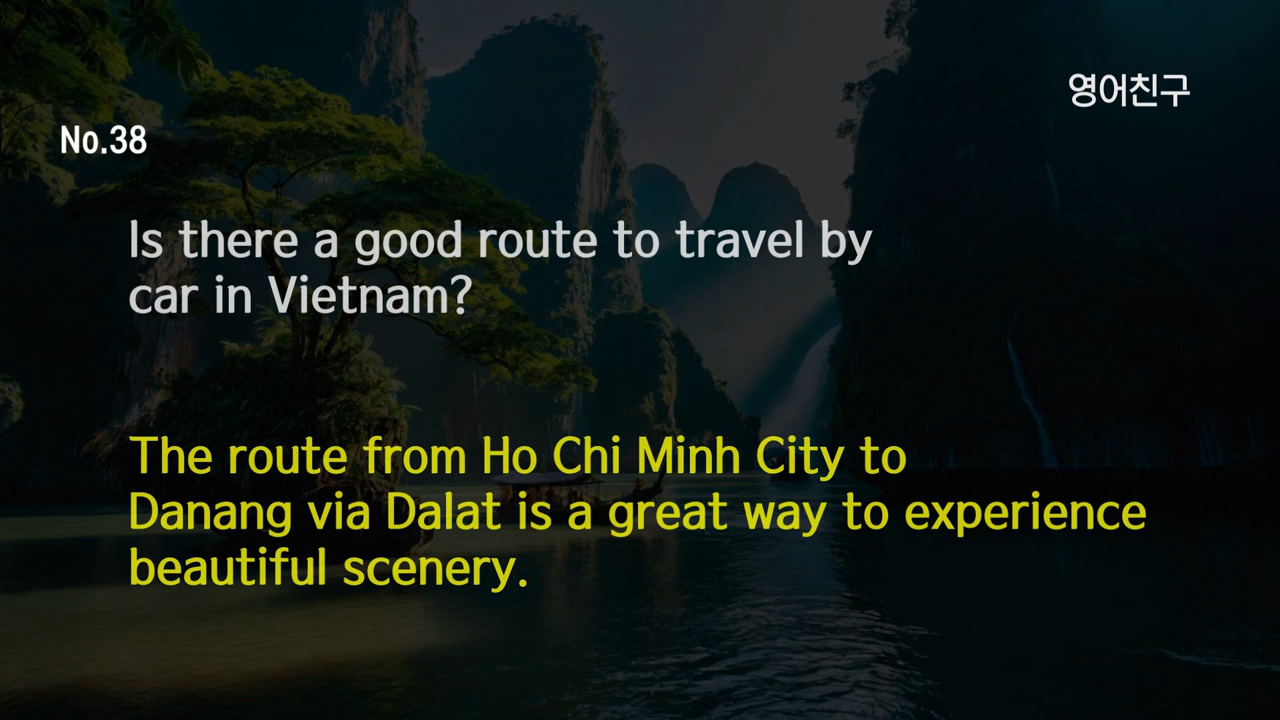 영어친구
No.38
Is there a good route to travel by
car in Vietnam?
The route from Ho Chi Minh City to
Danang via Dalat is a great way to experience
beautiful scenery.